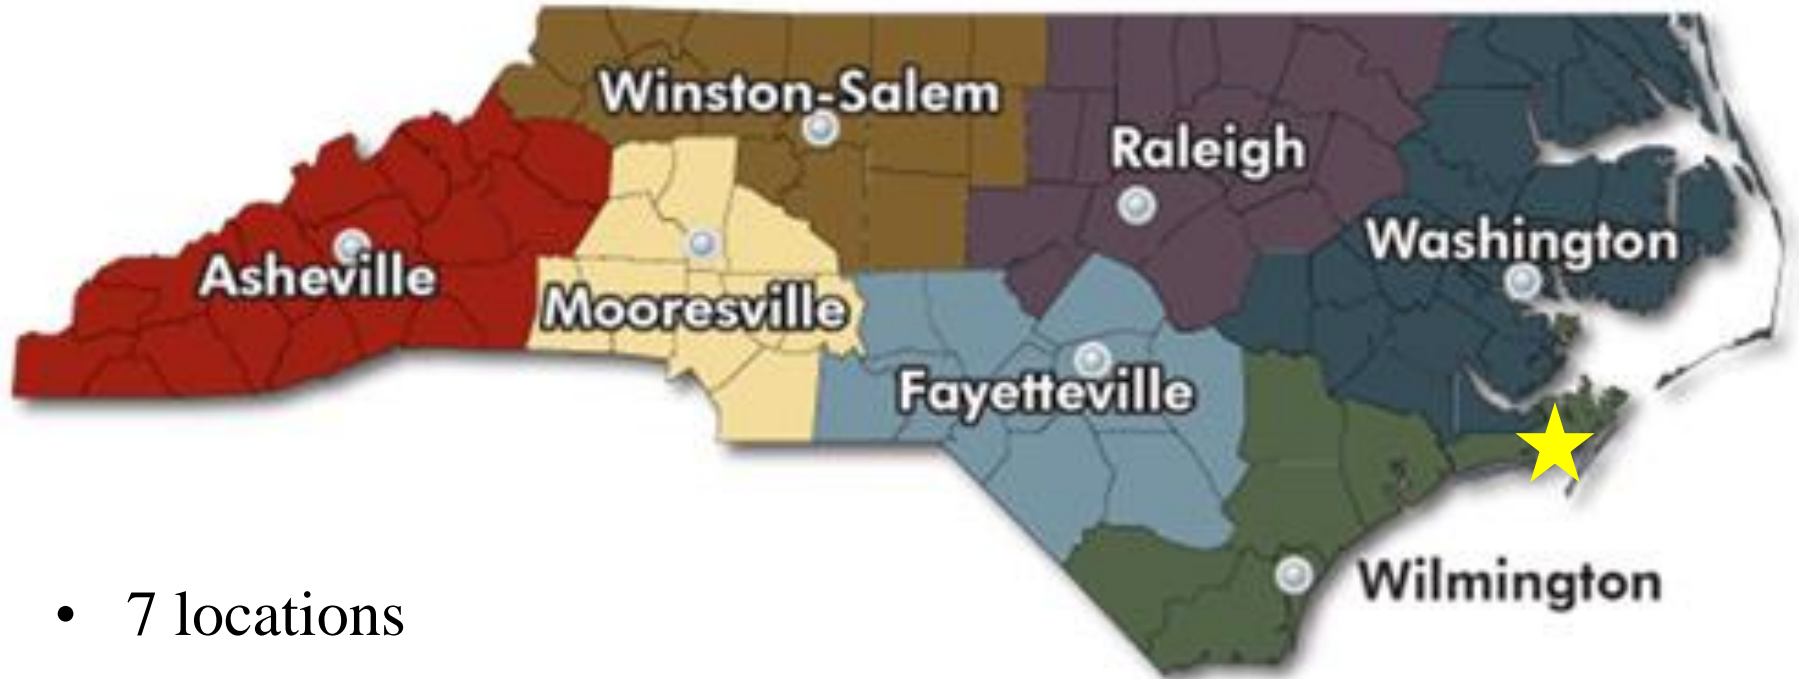 Winston-Salem
Raleigh
Washington
Asheville
Mooresville
Fayetteville
Wilmington
• 7 locations